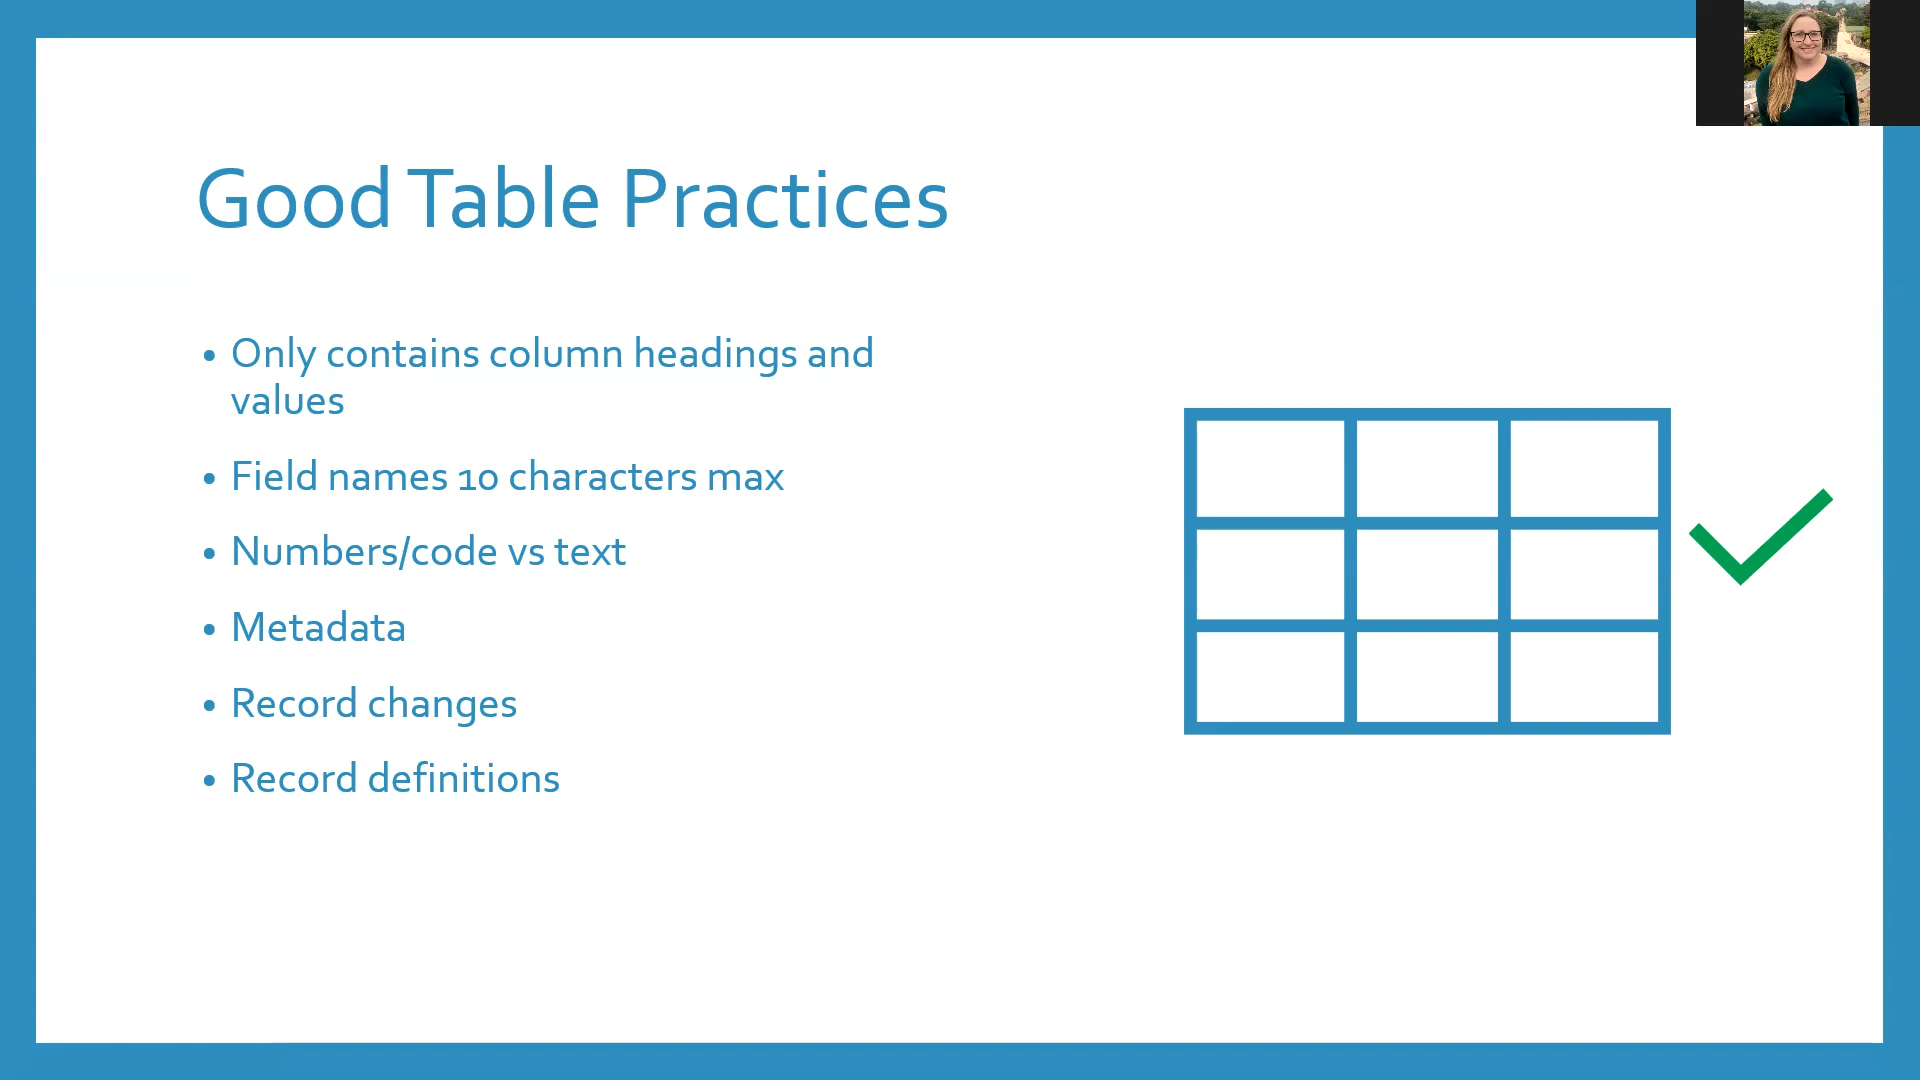 Good Table Practices
• Only contains column headings and
values
• Field names 10 characters max
• Numbers/code vs text
• Metadata
• Record changes
• Record definitions